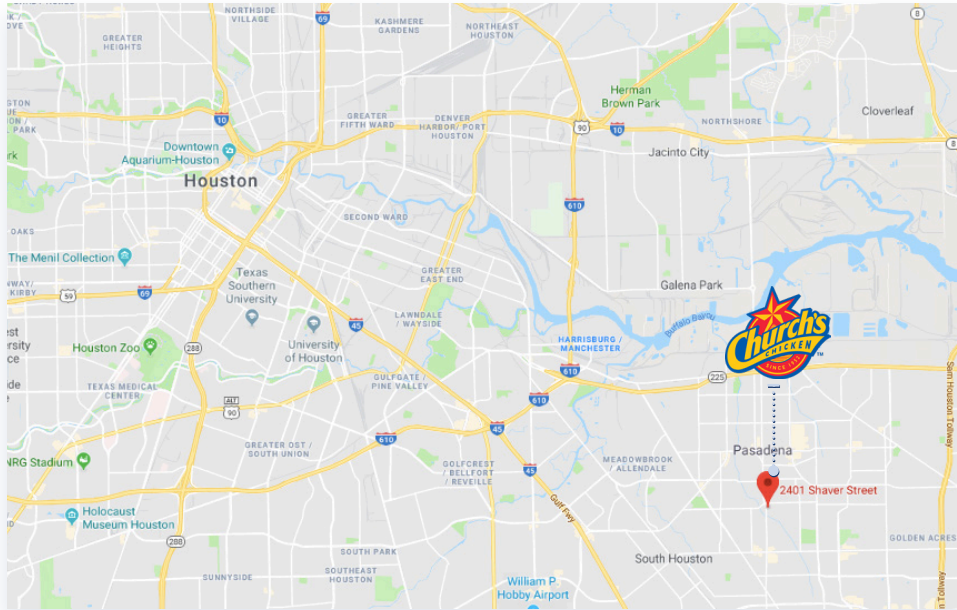 NORTHSIDE
VILLAGE
69
KASHMERE
GARDENS
NORTHEAST
HOUSTON
8
GREATER
HEIGHTS
Herman
Brown Park
Cloverleaf
10
GREATER
FIFTH WARD
DENVER
HARBOR/ PORT
HOUSTON
90
10
NORTHSHORE
8
Downtown
Aquarium-Houston
Jacinto City
Houston
SECOND WARD
610
OAKS
The Menil Collection
Texas
Southern
University
GREATER
EAST END
Galena Park
59
69
45
LAWNDALE
/ WAYSIDE
Buffalo Bayou
Church's
CHICKEN
TM
SINCE 1952
Houston Zoo
288
University
of Houston
HARRISBURG /
MANCHESTER
610
225
TEXAS MEDICAL
CENTER
GULFGATE /
PINE VALLEY
ALT
90
610
Sam Houston Tollway
45
610
GREATER OST /
SOUTH UNION
Pasadena
NRG Stadium
GOLFCREST
/ BELLFORT
/ REVEILLE
45
MEADOWBROOK
/ ALLENDALE
2401 Shaver Street
Gulf Fwy
Holocaust
Museum Houston
288
GOLDEN ACRES
SOUTH PARK
South Houston
SUNNYSIDE
SOUTHEAST
HOUSTON
William P.
Hobby Airport
n Tollway